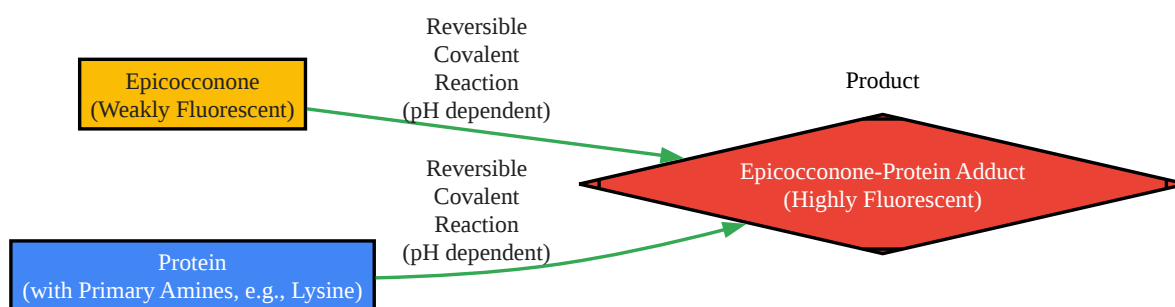 Reversible
Covalent
Reaction
(pH dependent)
Epicocconone
(Weakly Fluorescent)
Product
Epicocconone-Protein Adduct
(Highly Fluorescent)
Reversible
Covalent
Reaction
(pH dependent)
Protein
(with Primary Amines, e.g., Lysine)